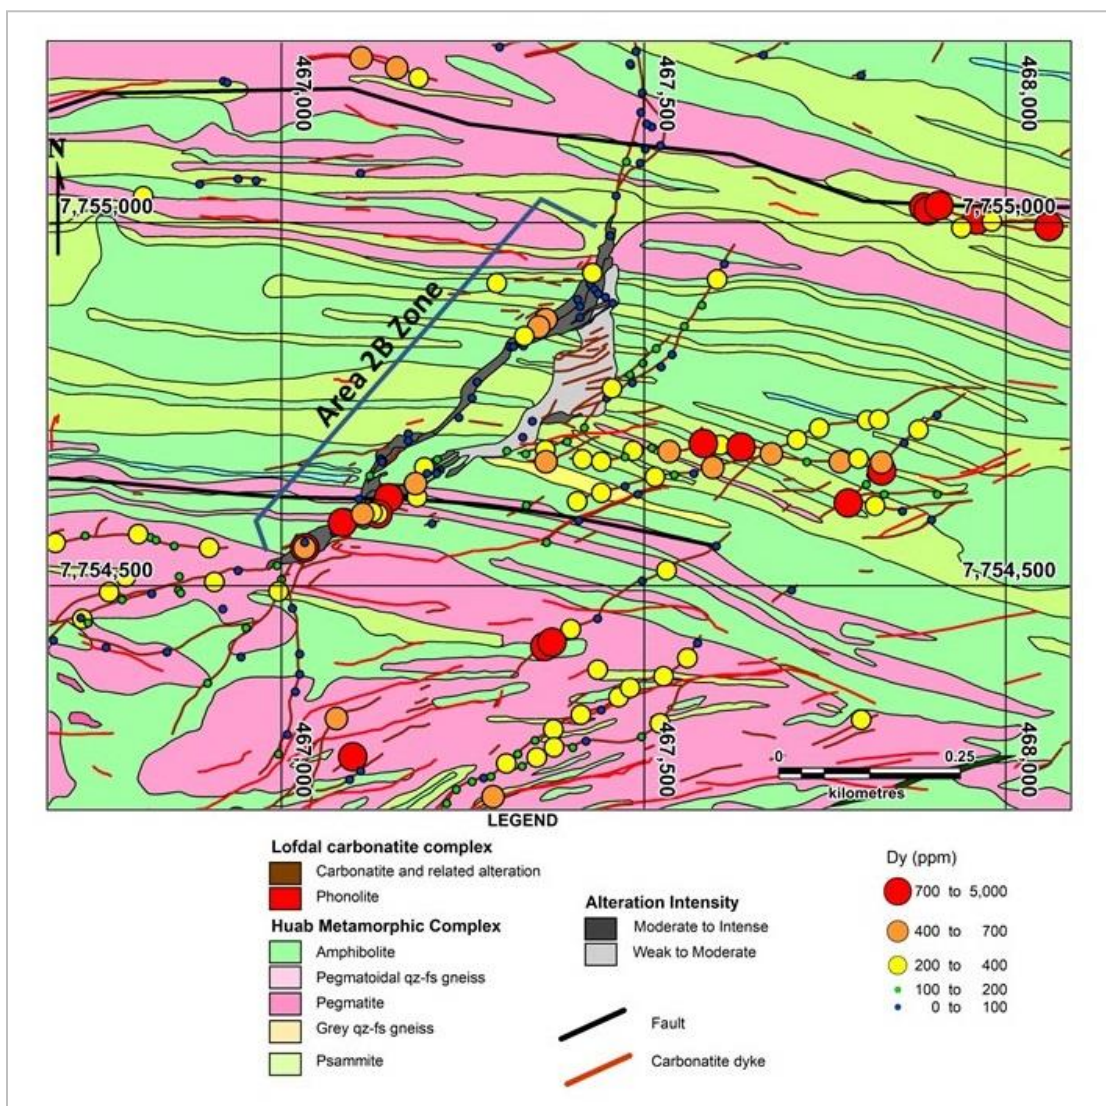 467,000
467,500
468,000
N
7,755,000
7,755,000
Area 2B Zone
7,754,500
7,754,500
467,000
467,500
468,000
0
0.25
kilometres
LEGEND
Lofdal carbonatite complex
Carbonatite and related alteration
Phonolite
Huab Metamorphic Complex
Amphibolite
Pegmatoidal qz-fs gneiss
Pegmatite
Grey qz-fs gneiss
Psammite
Alteration Intensity
Moderate to Intense
Weak to Moderate
Fault
Carbonatite dyke
Dy (ppm)
700 to 5,000
400 to 700
200 to 400
100 to 200
0 to 100